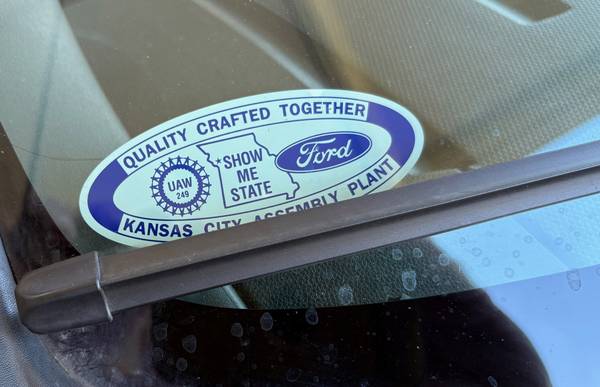 QUALITY CRAFTED TOGETHER
UAW
249
SHOW
ME
STATE
Ford
KANSAS CITY ASSEMBLY PLANT